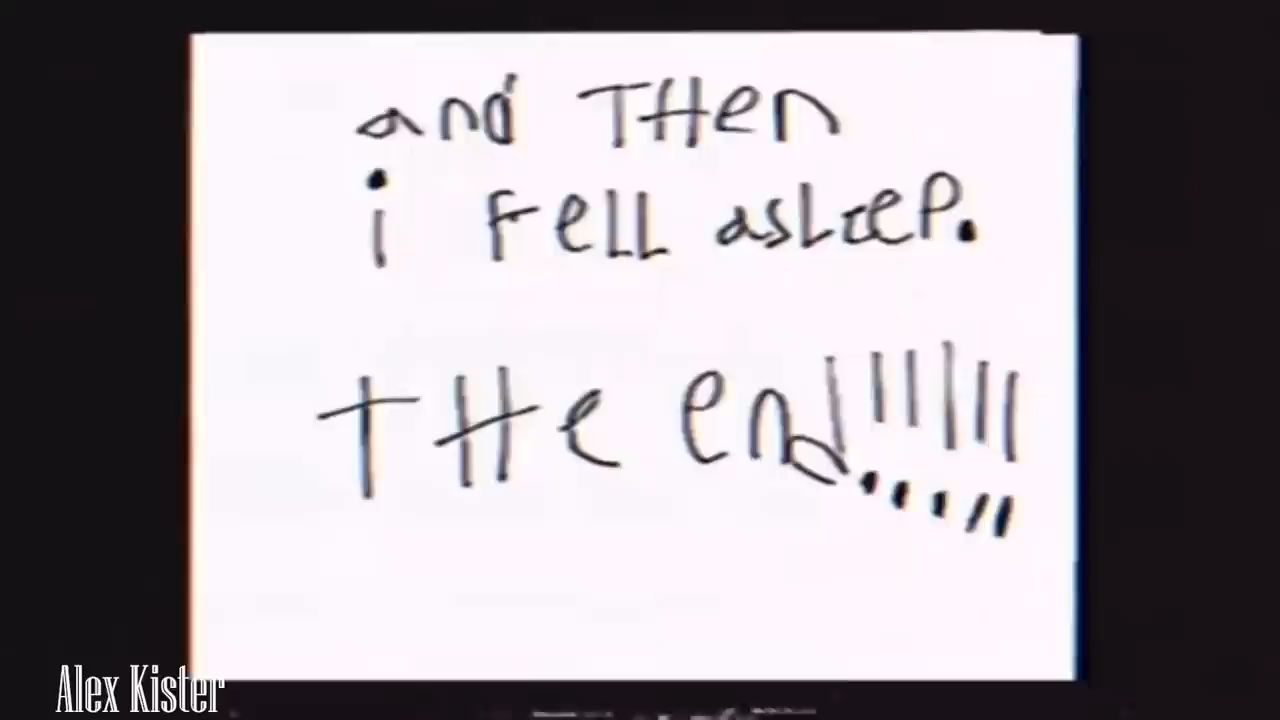 and THen
i Fell asleep.
tHe end!!!!!
Alex Kister